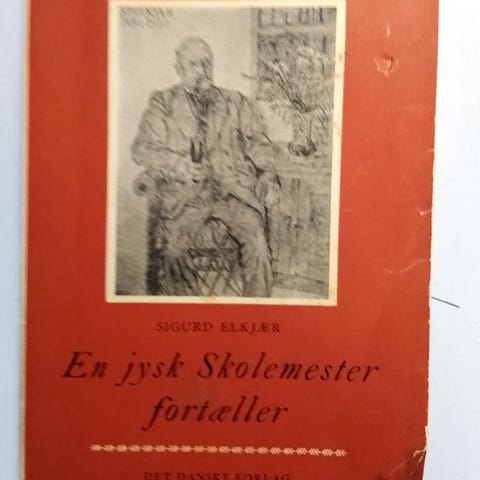 SIGURD ELKJÆR
En jysk Skolemester
fortæller
DET DANSKE FORLAG